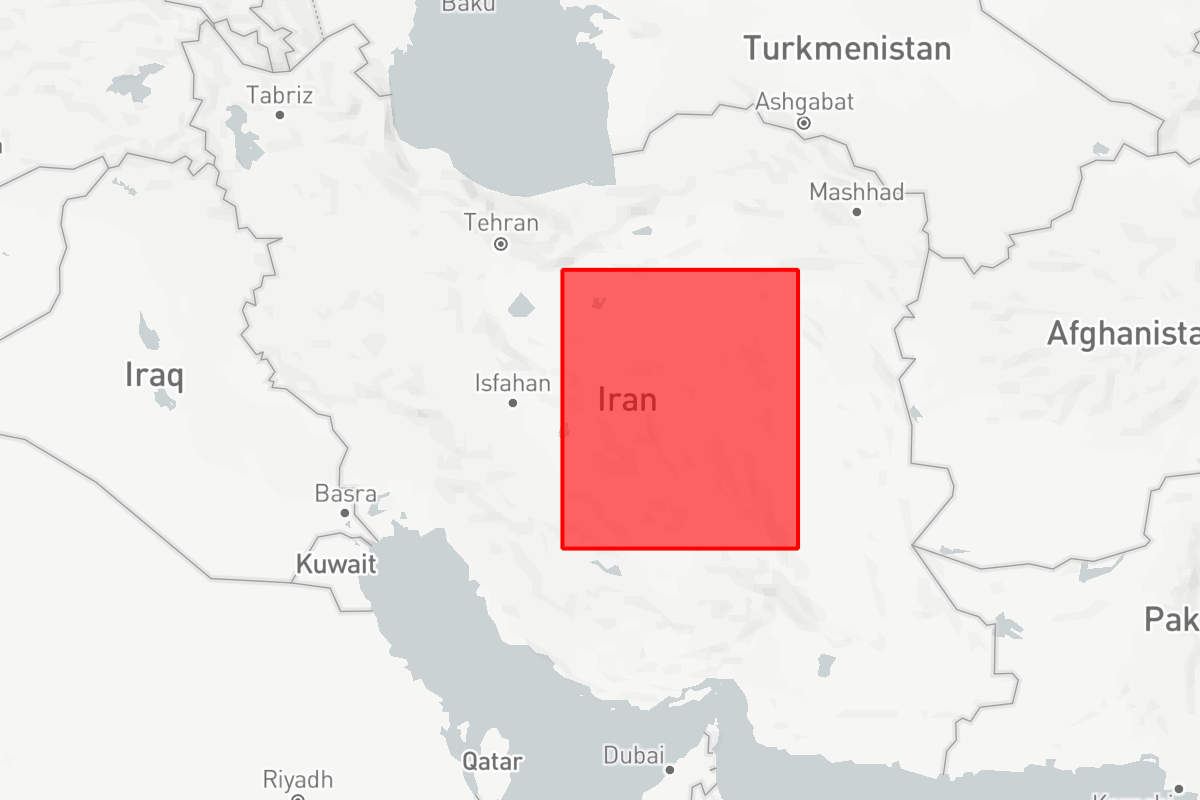 Baku
Turkmenistan
Tabriz
Ashgabat
Mashhad
Tehran
Afghanista
Iraq
Isfahan
Iran
Basra
Kuwait
Pak
Dubai
Qatar
Riyadh